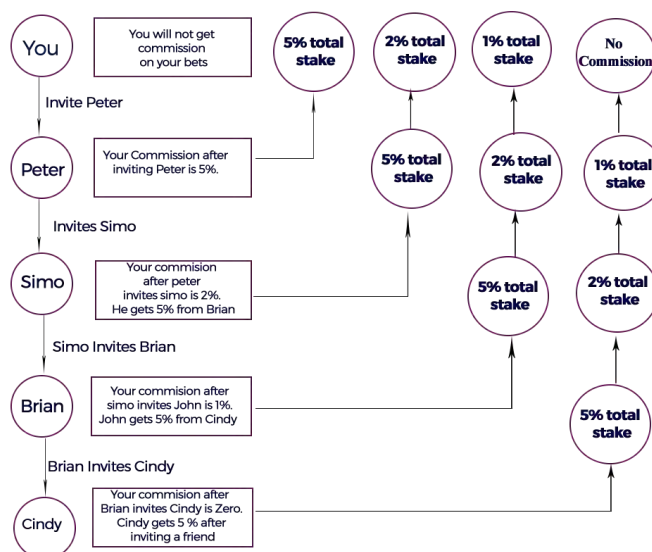 You
You will not get
commission
on your bets
5% total
stake
2% total
stake
1% total
stake
No
Commission
Invite Peter
Peter
Your Commission after
inviting Peter is 5%.
5% total
stake
2% total
stake
1% total
stake
Invites Simo
Simo
Your commision
after peter
invites simo is 2%.
He gets 5% from Brian
5% total
stake
2% total
stake
Simo Invites Brian
Brian
Your commision after
simo invites John is 1%.
John gets 5% from Cindy
5% total
stake
Brian Invites Cindy
Cindy
Your commision after
Brian invites Cindy is Zero.
Cindy gets 5 % after
inviting a friend